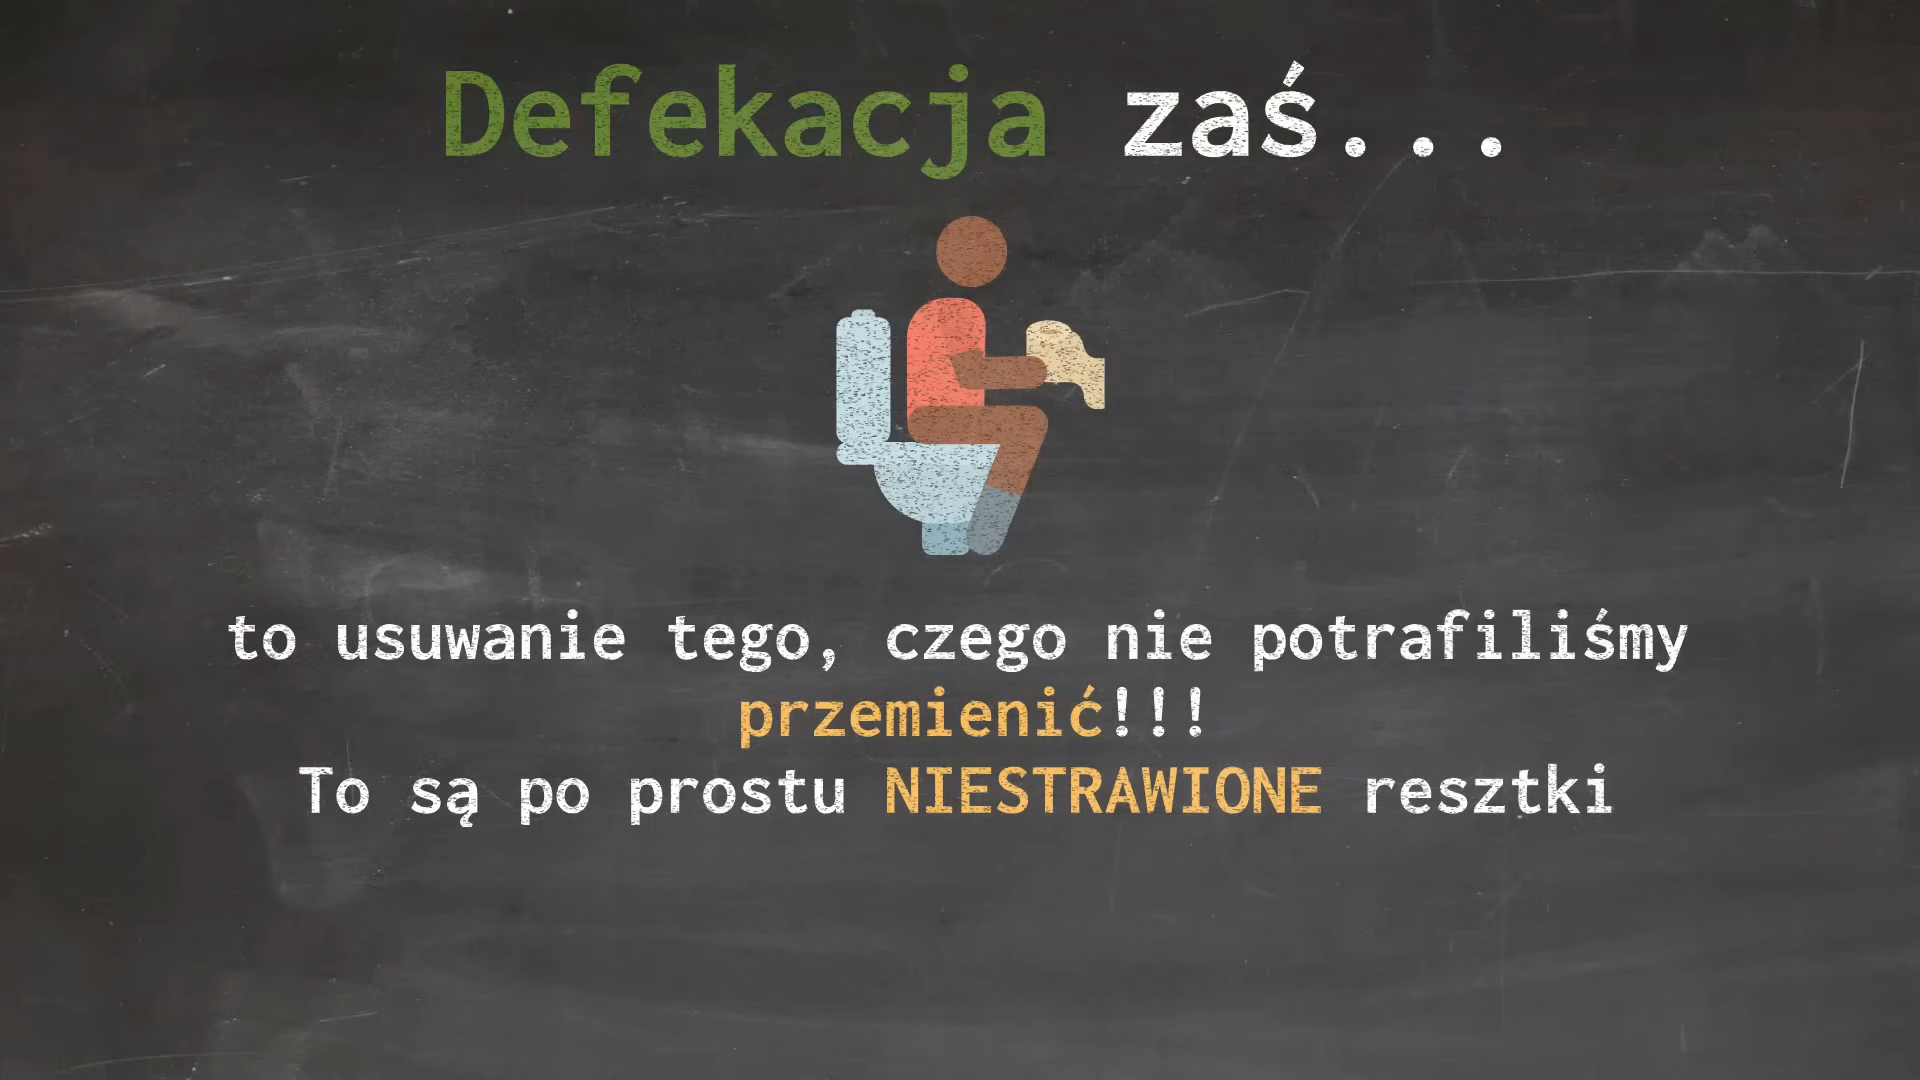 Defekacja zaś...
to usuwanie tego, czego nie potrafiliśmy
przemienić!!!
To są po prostu NIESTRAWIONE resztki